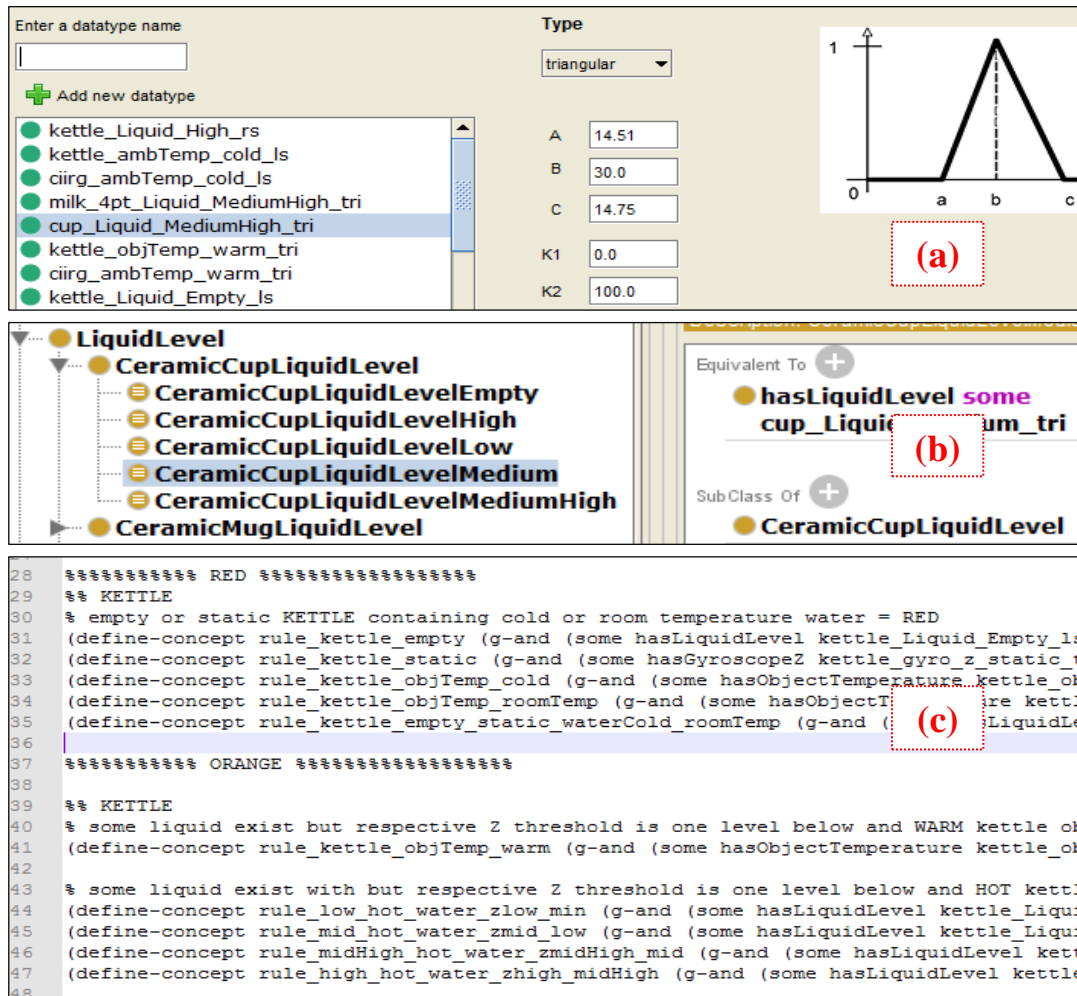 Enter a datatype name
Add new datatype
kettle_Liquid_High_rs
kettle_ambTemp_cold_ls
ciirg_ambTemp_cold_ls
milk_4pt_Liquid_MediumHigh_tri
cup_Liquid_MediumHigh_tri
kettle_objTemp_warm_tri
ciirg_ambTemp_warm_tri
kettle_Liquid_Empty_ls
Type
triangular
A 14.51
B 30.0
C 14.75
K1 0.0
K2 100.0
1
0 a b c
(a)
LiquidLevel
CeramicCupLiquidLevel
CeramicCupLiquidLevelEmpty
CeramicCupLiquidLevelHigh
CeramicCupLiquidLevelLow
CeramicCupLiquidLevelMedium
CeramicCupLiquidLevelMediumHigh
CeramicMugLiquidLevel
Equivalent To
hasLiquidLevel some
cup_Liqui um_tri
(b)
SubClass Of
CeramicCupLiquidLevel
28 %%%%%%%%%%% RED %%%%%%%%%%%%%%%%%%
29 %% KETTLE
30 % empty or static KETTLE containing cold or room temperature water = RED
31 (define-concept rule_kettle_empty (g-and (some hasLiquidLevel kettle_Liquid_Empty_ls
32 (define-concept rule_kettle_static (g-and (some hasGyroscopeZ kettle_gyro_z_static_t
33 (define-concept rule_kettle_objTemp_cold (g-and (some hasObjectTemperature kettle_ob
34 (define-concept rule_kettle_objTemp_roomTemp (g-and (some hasObjectT re kettl
35 (define-concept rule_kettle_empty_static_waterCold_roomTemp (g-and ( LiquidLe
(c)
36
37 %%%%%%%%%%% ORANGE %%%%%%%%%%%%%%%%%%
38
39 %% KETTLE
40 % some liquid exist but respective Z threshold is one level below and WARM kettle ob
41 (define-concept rule_kettle_objTemp_warm (g-and (some hasObjectTemperature kettle_ob
42
43 % some liquid exist with but respective Z threshold is one level below and HOT kettl
44 (define-concept rule_low_hot_water_zlow_min (g-and (some hasLiquidLevel kettle_Liqui
45 (define-concept rule_mid_hot_water_zmid_low (g-and (some hasLiquidLevel kettle_Liqui
46 (define-concept rule_midHigh_hot_water_zmidHigh_mid (g-and (some hasLiquidLevel kett
47 (define-concept rule_high_hot_water_zhigh_midHigh (g-and (some hasLiquidLevel kettle
48